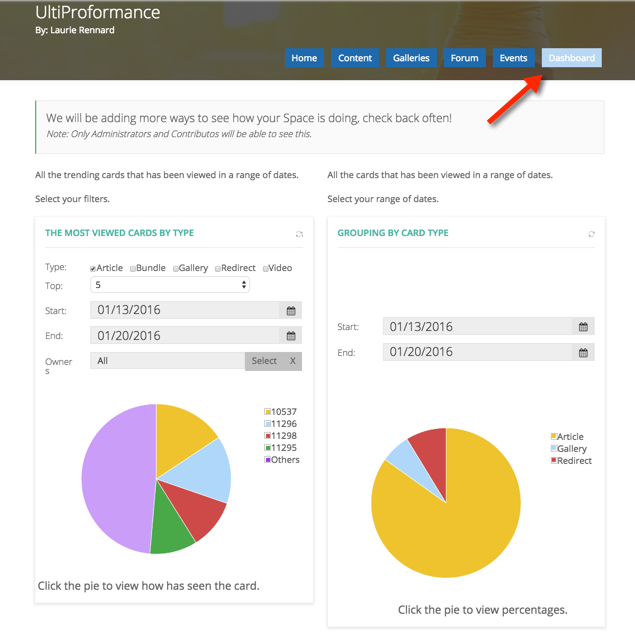 UltiProformance
By: Laurie Rennard
Home Content Galleries Forum Events Dashboard
We will be adding more ways to see how your Space is doing, check back often!
Note: Only Administrators and Contributos will be able to see this.
All the trending cards that has been viewed in a range of dates.
Select your filters.
THE MOST VIEWED CARDS BY TYPE
Type: Article Bundle Gallery Redirect Video
Top: 5
Start: 01/13/2016
End: 01/20/2016
Owner
s
All Select X
10537
11296
11298
11295
Others
Click the pie to view how has seen the card.
All the cards that has been viewed in a range of dates.
Select your range of dates.
GROUPING BY CARD TYPE
Start: 01/13/2016
End: 01/20/2016
Article
Gallery
Redirect
Click the pie to view percentages.